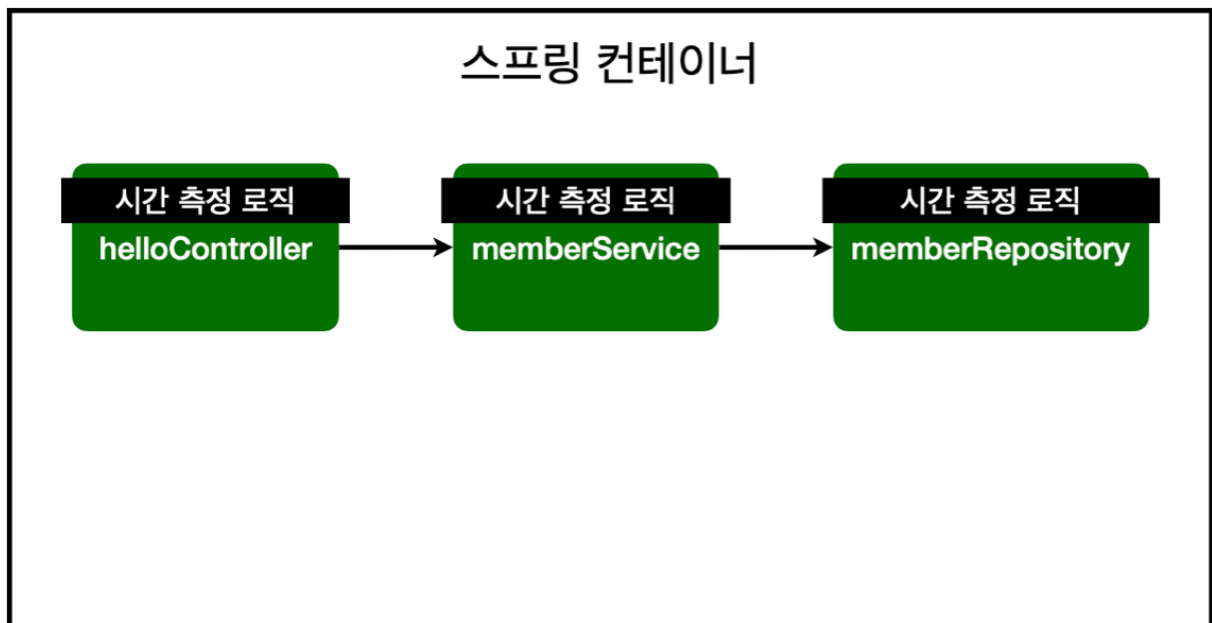 스프링 컨테이너
시간 측정 로직
helloController
시간 측정 로직
memberService
시간 측정 로직
memberRepository